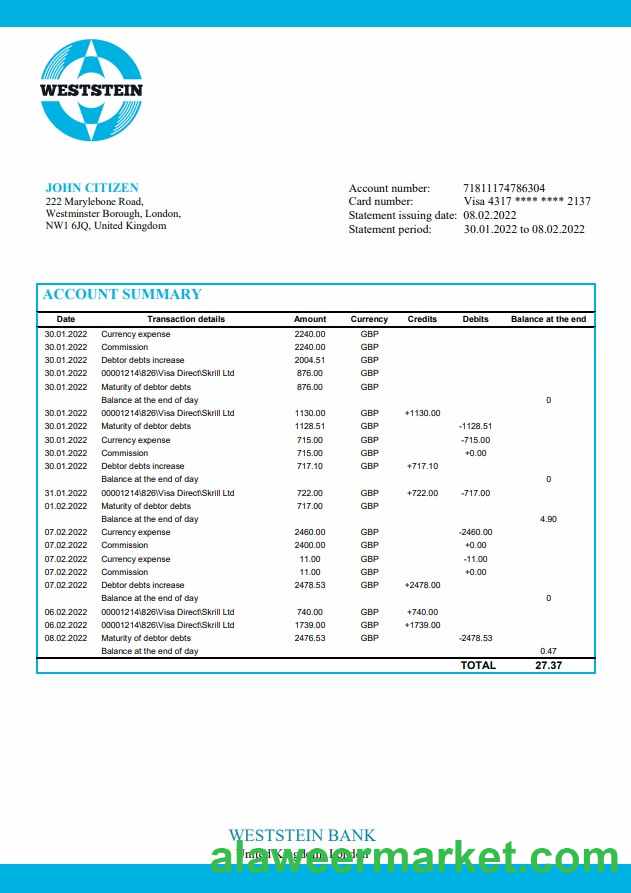 WESTSTEIN
JOHN CITIZEN
222 Marylebone Road,
Westminster Borough, London,
NW1 6JQ, United Kingdom
Account number: 71811174786304
Card number: Visa 4317 **** **** 2137
Statement issuing date: 08.02.2022
Statement period: 30.01.2022 to 08.02.2022
ACCOUNT SUMMARY
Date Transaction details Amount Currency Credits Debits Balance at the end
30.01.2022 Currency expense 2240.00 GBP
30.01.2022 Commission 2240.00 GBP
30.01.2022 Debtor debts increase 2004.51 GBP
30.01.2022 00001214\826\Visa Direct\Skrill Ltd 876.00 GBP
30.01.2022 Maturity of debtor debts 876.00 GBP
Balance at the end of day 0
30.01.2022 00001214\826\Visa Direct\Skrill Ltd 1130.00 GBP +1130.00
30.01.2022 Maturity of debtor debts 1128.51 GBP -1128.51
30.01.2022 Currency expense 715.00 GBP -715.00
30.01.2022 Commission 715.00 GBP +0.00
30.01.2022 Debtor debts increase 717.10 GBP +717.10
Balance at the end of day 0
31.01.2022 00001214\826\Visa Direct\Skrill Ltd 722.00 GBP +722.00 -717.00
01.02.2022 Maturity of debtor debts 717.00 GBP
Balance at the end of day 4.90
07.02.2022 Currency expense 2460.00 GBP -2460.00
07.02.2022 Commission 2400.00 GBP +0.00
07.02.2022 Currency expense 11.00 GBP -11.00
07.02.2022 Commission 11.00 GBP +0.00
07.02.2022 Debtor debts increase 2478.53 GBP +2478.00
Balance at the end of day 0
06.02.2022 00001214\826\Visa Direct\Skrill Ltd 740.00 GBP +740.00
06.02.2022 00001214\826\Visa Direct\Skrill Ltd 1739.00 GBP +1739.00
08.02.2022 Maturity of debtor debts 2476.53 GBP -2478.53
Balance at the end of day 0.47
TOTAL 27.37
WESTSTEIN BANK
United Kingdom, London
alaweermarket.com